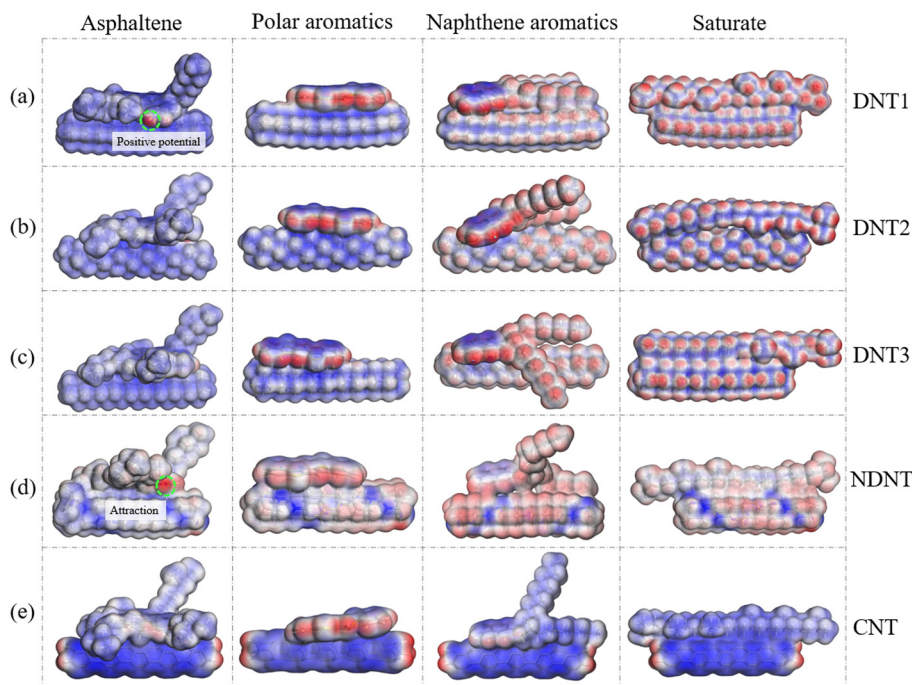 Asphaltene Polar aromatics Naphthene aromatics Saturate
(a) DNT1
Positive potential
(b) DNT2
(c) DNT3
(d) NDNT
Attraction
(e) CNT